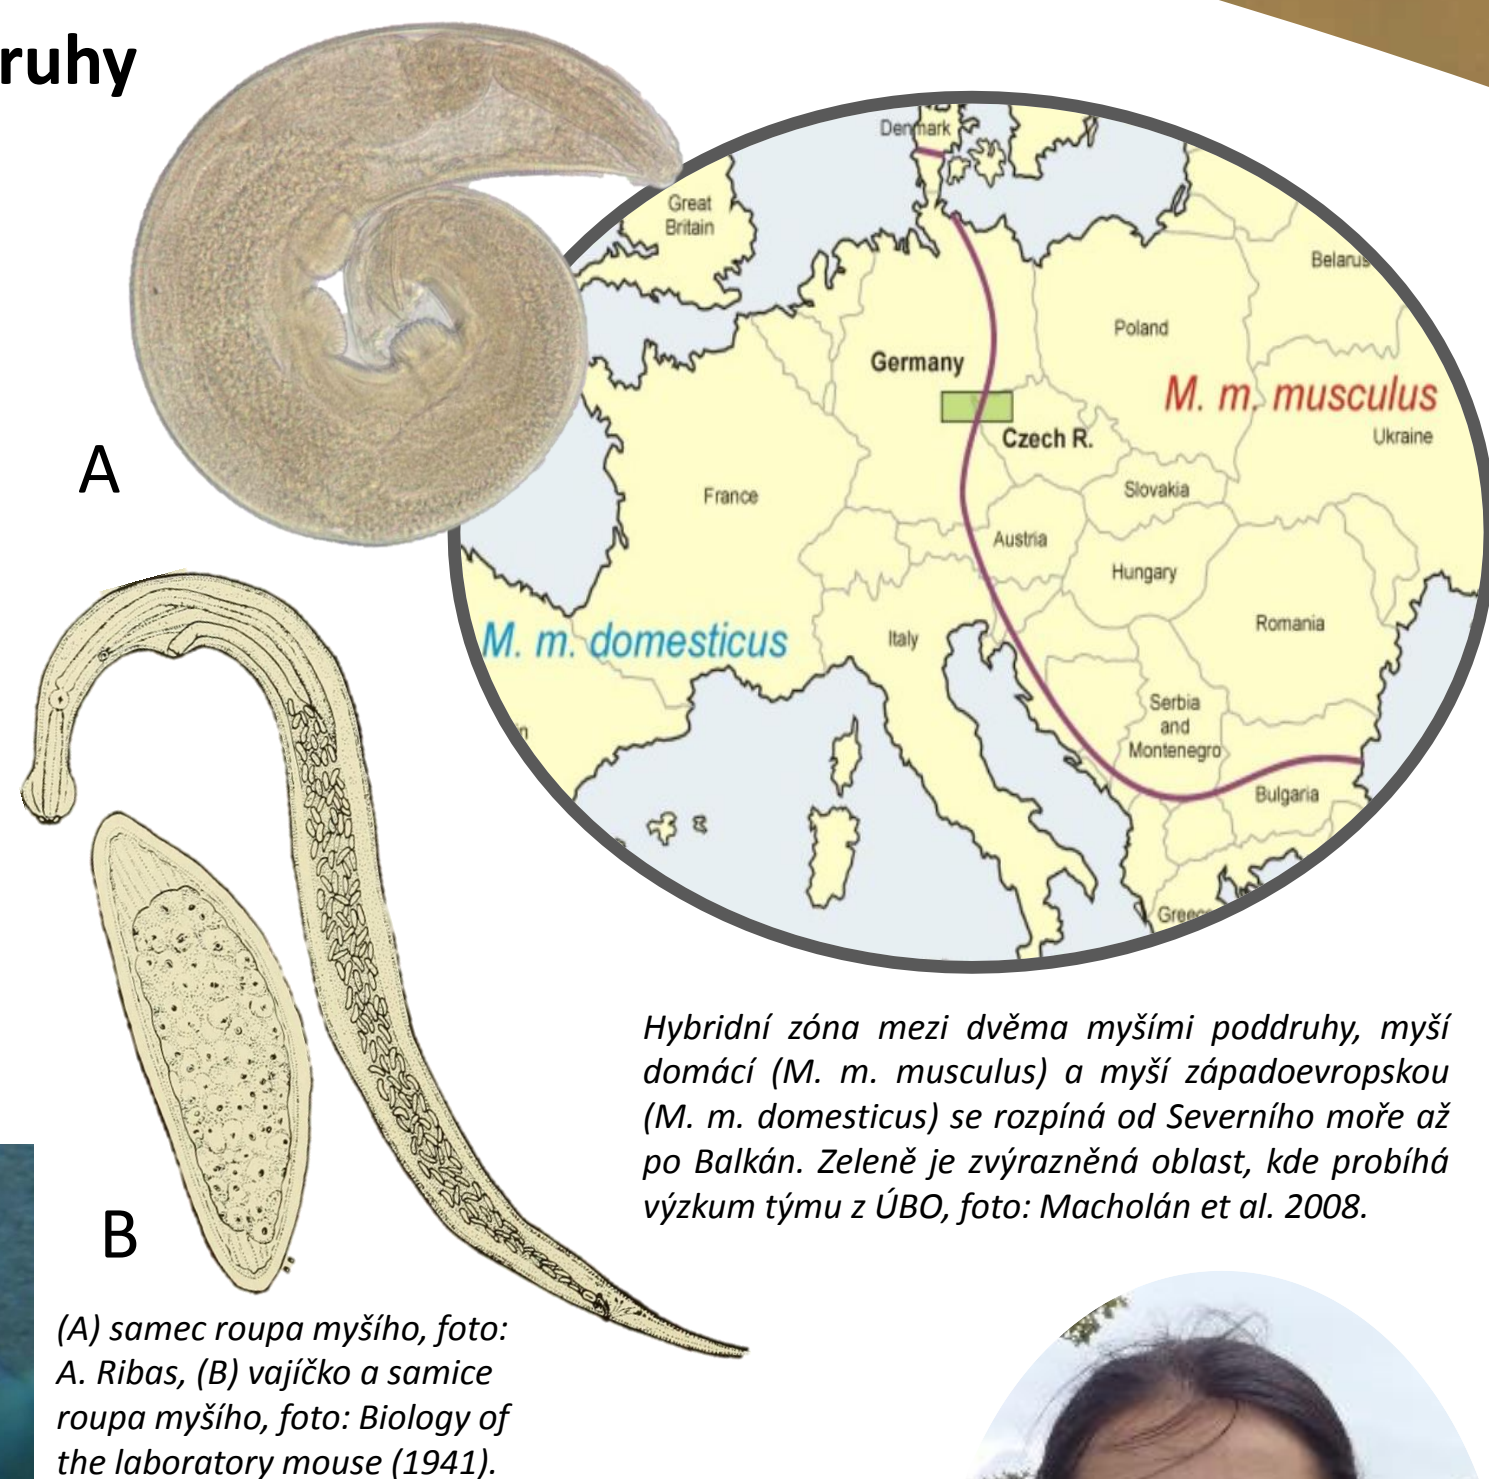 ruhy
Denmark
Great
Britain
Belarus
Poland
Germany
M. m. musculus
Czech R.
Ukraine
France
Slovakia
Austria
Hungary
M. m. domesticus
Italy
Romania
Serbia
and
Montenegro
Bulgaria
Greec
n
A
B
Hybridní zóna mezi dvěma myšími poddruhy, myší
domácí (M. m. musculus) a myší západoevropskou
(M. m. domesticus) se rozpíná od Severního moře až
po Balkán. Zeleně je zvýrazněná oblast, kde probíhá
výzkum týmu z ÚBO, foto: Macholán et al. 2008.
(A) samec roupa myšího, foto:
A. Ribas, (B) vajíčko a samice
roupa myšího, foto: Biology of
the laboratory mouse (1941).